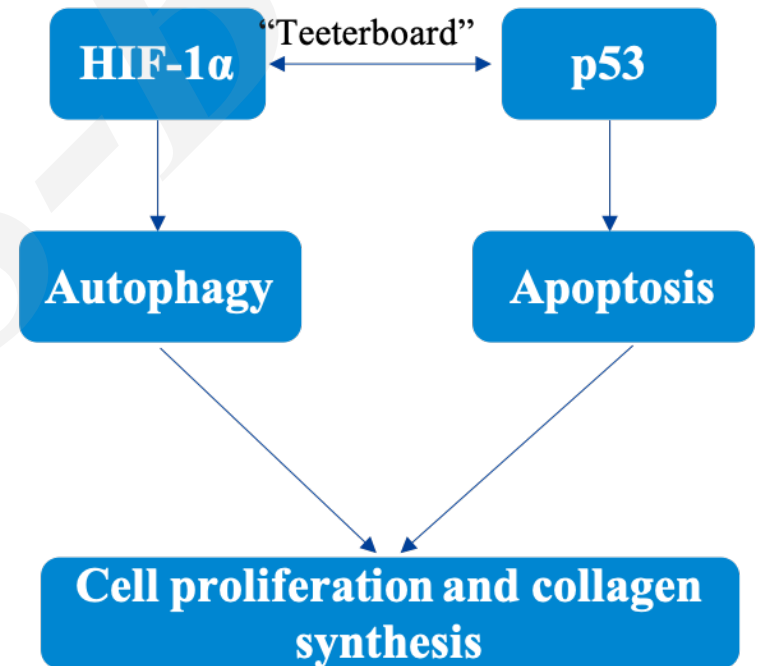 “Teeterboard”
HIF-1α
p53
Autophagy
Apoptosis
Cell proliferation and collagen
synthesis